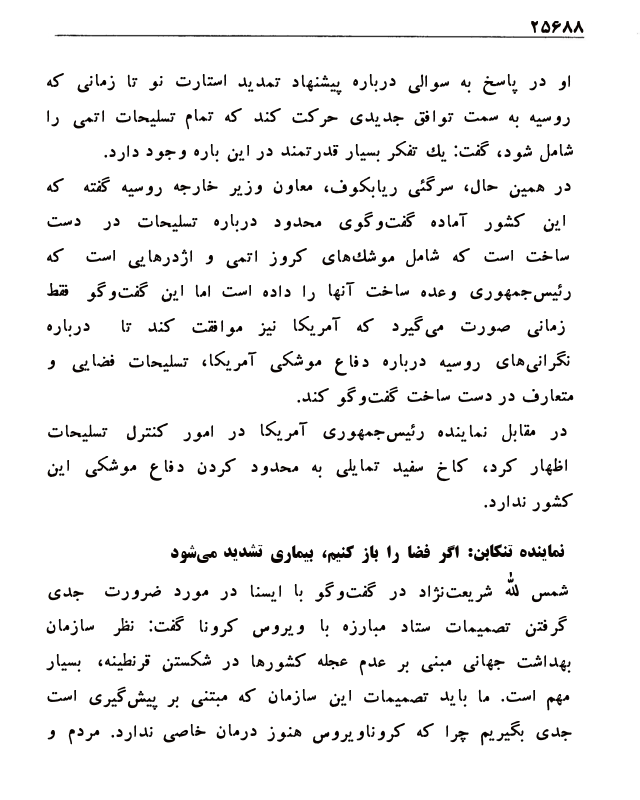 ۲۵۶۸۸
او در پاسخ به سوالی درباره پیشنهاد تمدید استارت نو تا زمانی که
روسیه به سمت توافق جدیدی حرکت کند که تمام تسلیحات اتمی را
شامل شود، گفت: یك تفکر بسیار قدرتمند در این باره وجود دارد.
در همین حال، سرگئی ریابکوف، معاون وزیر خارجه روسیه گفته که
این کشور آماده گفت‌وگوی محدود درباره تسلیحات در دست
ساخت است که شامل موشك‌های کروز اتمی و اژدرهایی است که
رئیس‌جمهوری وعده ساخت آنها را داده است اما این گفت‌وگو فقط
زمانی صورت می‌گیرد که آمریکا نیز موافقت کند تا درباره
نگرانی‌های روسیه درباره دفاع موشکی آمریکا، تسلیحات فضایی و
متعارف در دست ساخت گفت‌وگو کند.
در مقابل نماینده رئیس‌جمهوری آمریکا در امور کنترل تسلیحات
اظهار کرد، کاخ سفید تمایلی به محدود کردن دفاع موشکی این
کشور ندارد.
نماینده تنکابن: اگر فضا را باز کنیم، بیماری تشدید می‌شود
شمس لله شریعت‌نژاد در گفت‌وگو با ایسنا در مورد ضرورت جدی
گرفتن تصمیمات ستاد مبارزه با ویروس کرونا گفت: نظر سازمان
بهداشت جهانی مبنی بر عدم عجله کشورها در شکستن قرنطینه، بسیار
مهم است. ما باید تصمیمات این سازمان که مبتنی بر پیش‌گیری است
جدی بگیریم چرا که کروناویروس هنوز درمان خاصی ندارد. مردم و